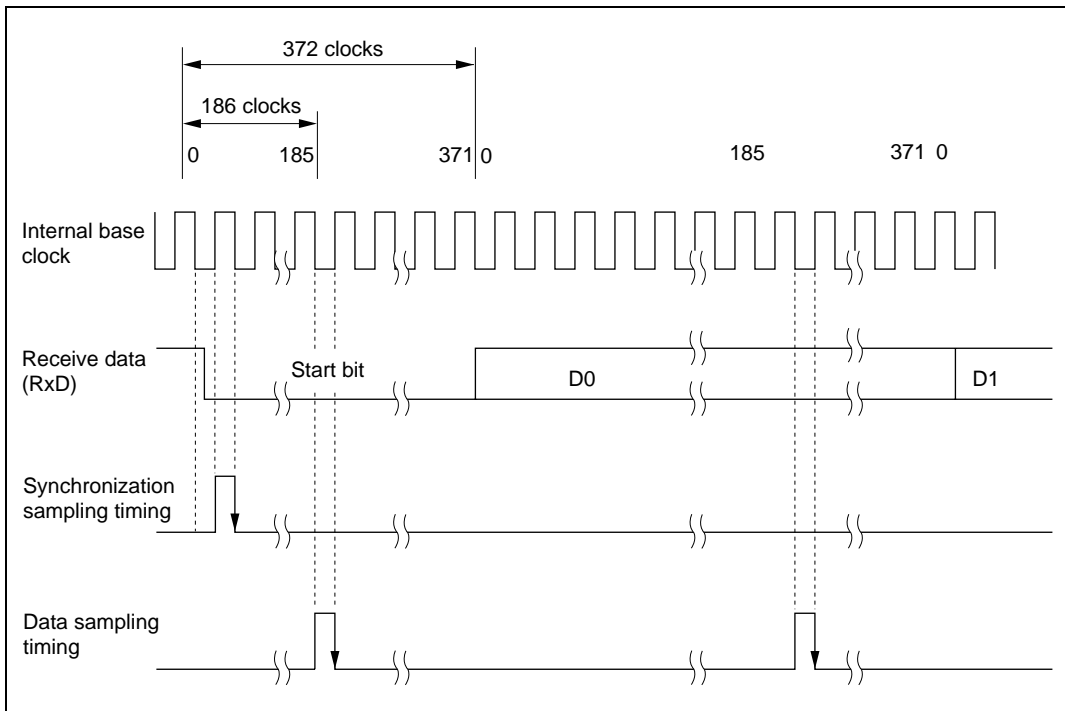 372 clocks
186 clocks
0 185 371 0 185 371 0
Internal base
clock
Receive data
(RxD)
Start bit
D0
D1
Synchronization
sampling timing
Data sampling
timing